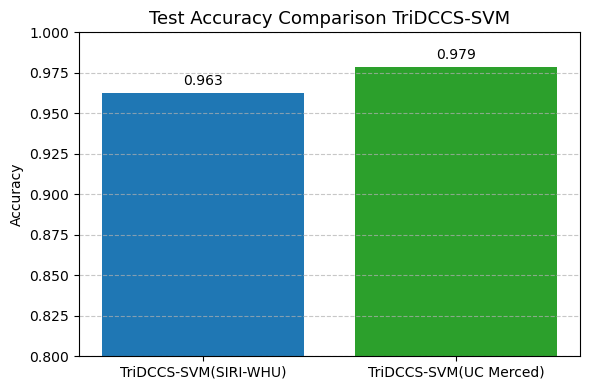 Test Accuracy Comparison TriDCCS-SVM
1.000
0.975
0.950
0.925
0.900
0.875
0.850
0.825
0.800
Accuracy
0.963
0.979
TriDCCS-SVM(SIRI-WHU)
TriDCCS-SVM(UC Merced)